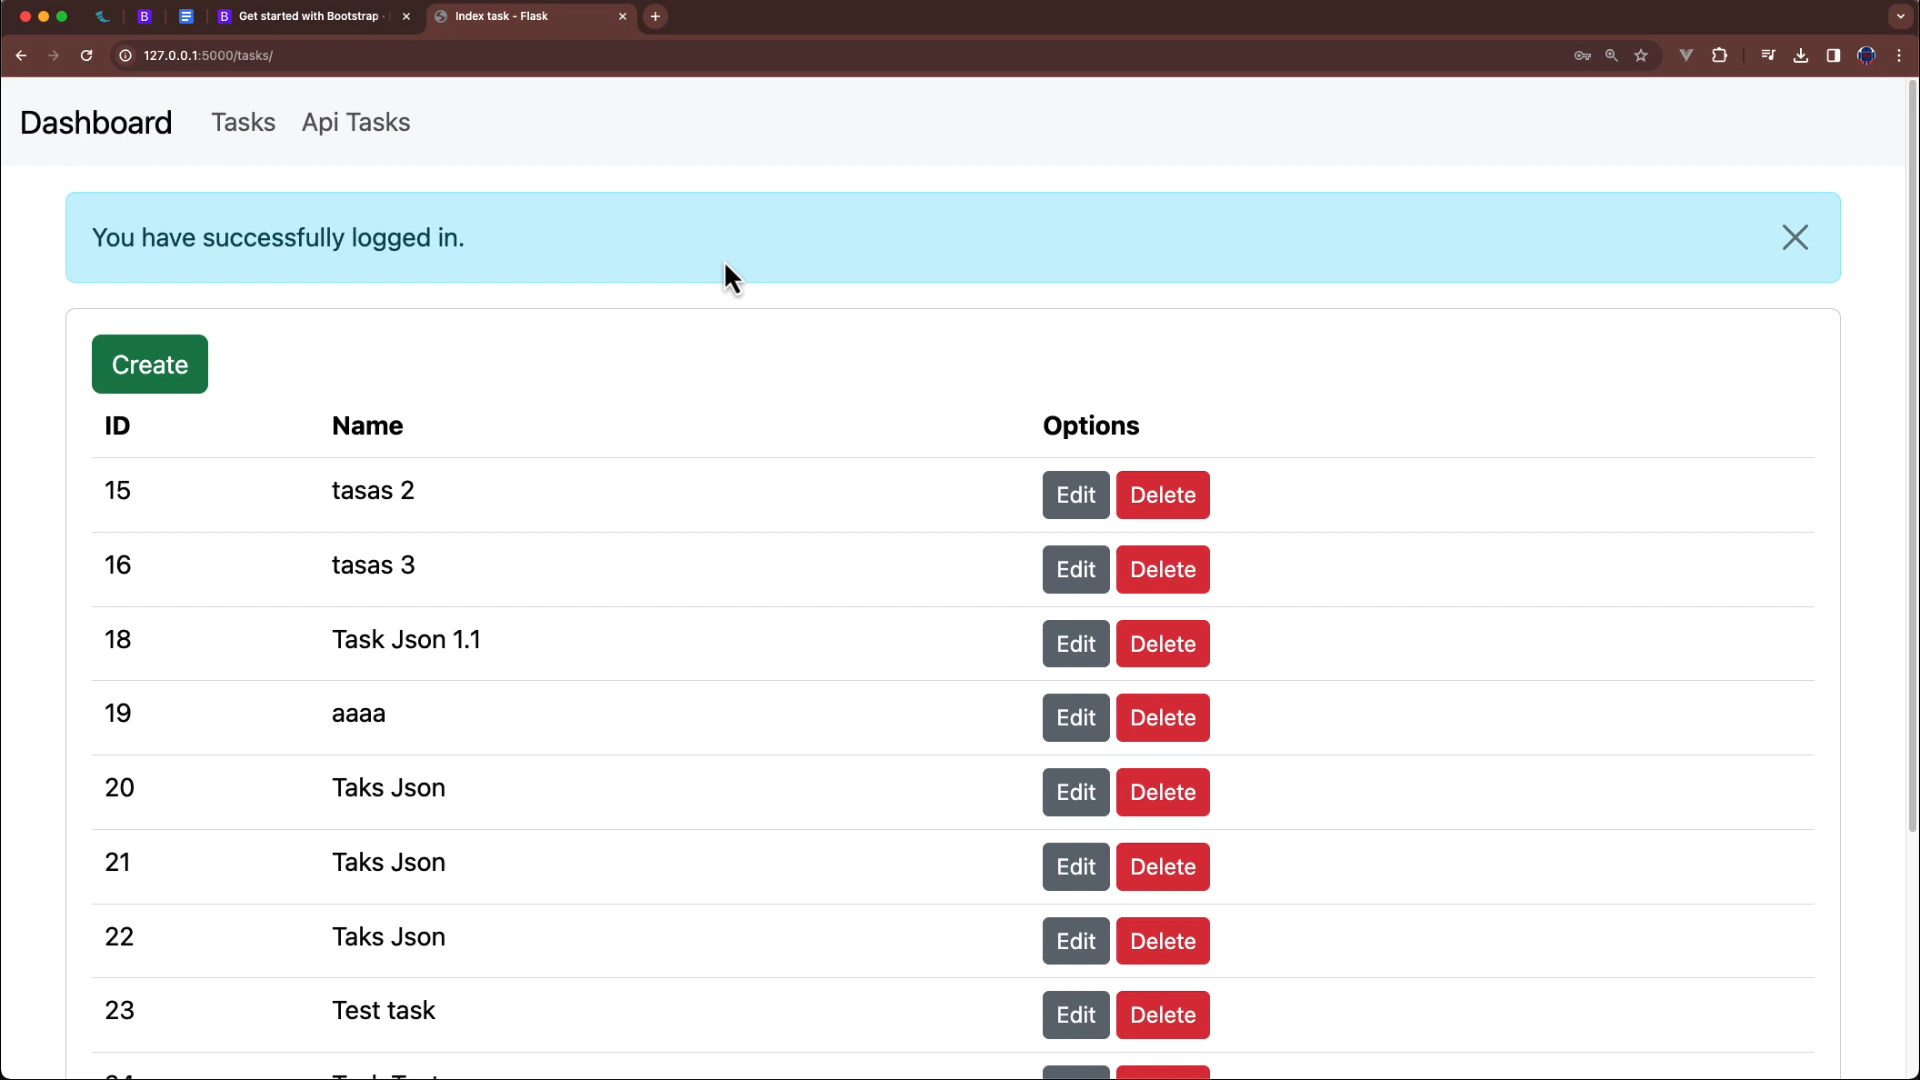 Get started with Bootstrap
Index task - Flask
127.0.0.1:5000/tasks/
Dashboard Tasks Api Tasks
You have successfully logged in.
Create
ID Name Options
15 tasas 2 Edit Delete
16 tasas 3 Edit Delete
18 Task Json 1.1 Edit Delete
19 aaaa Edit Delete
20 Taks Json Edit Delete
21 Taks Json Edit Delete
22 Taks Json Edit Delete
23 Test task Edit Delete